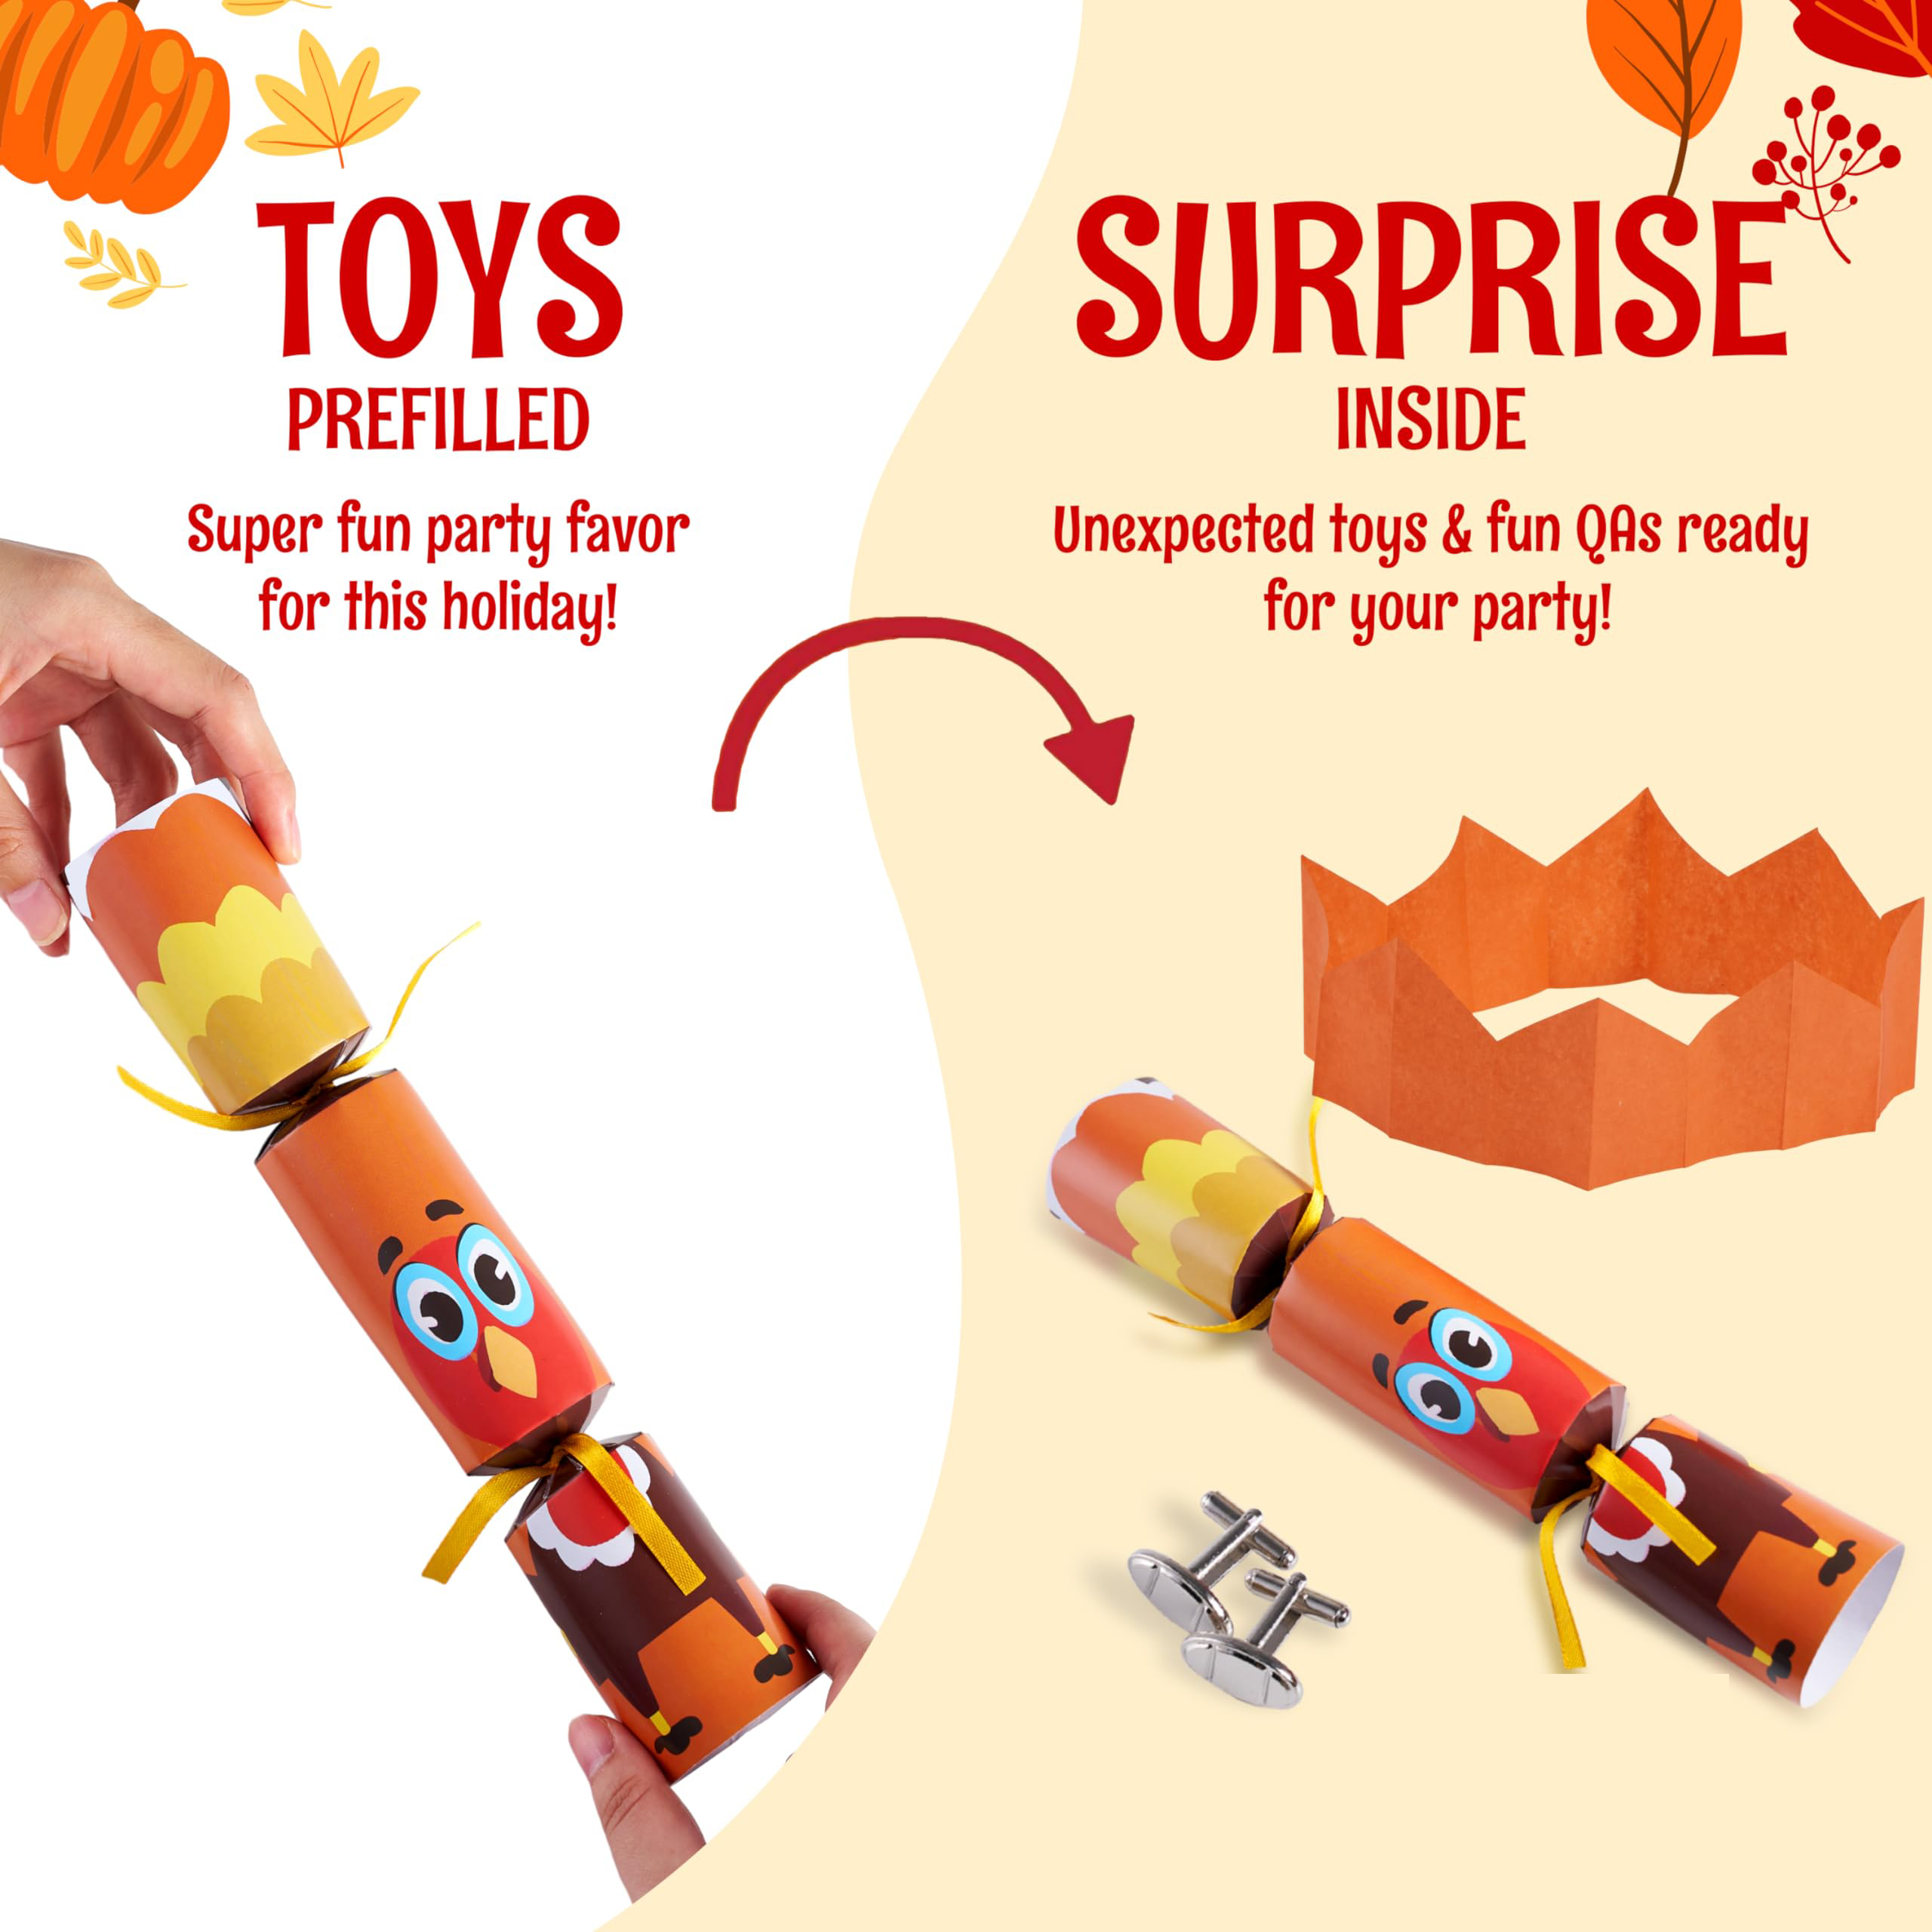 TOYS
PREFILLED
Super fun party favor
for this holiday!
SURPRISE
INSIDE
Unexpected toys & fun QAs ready
for your party!